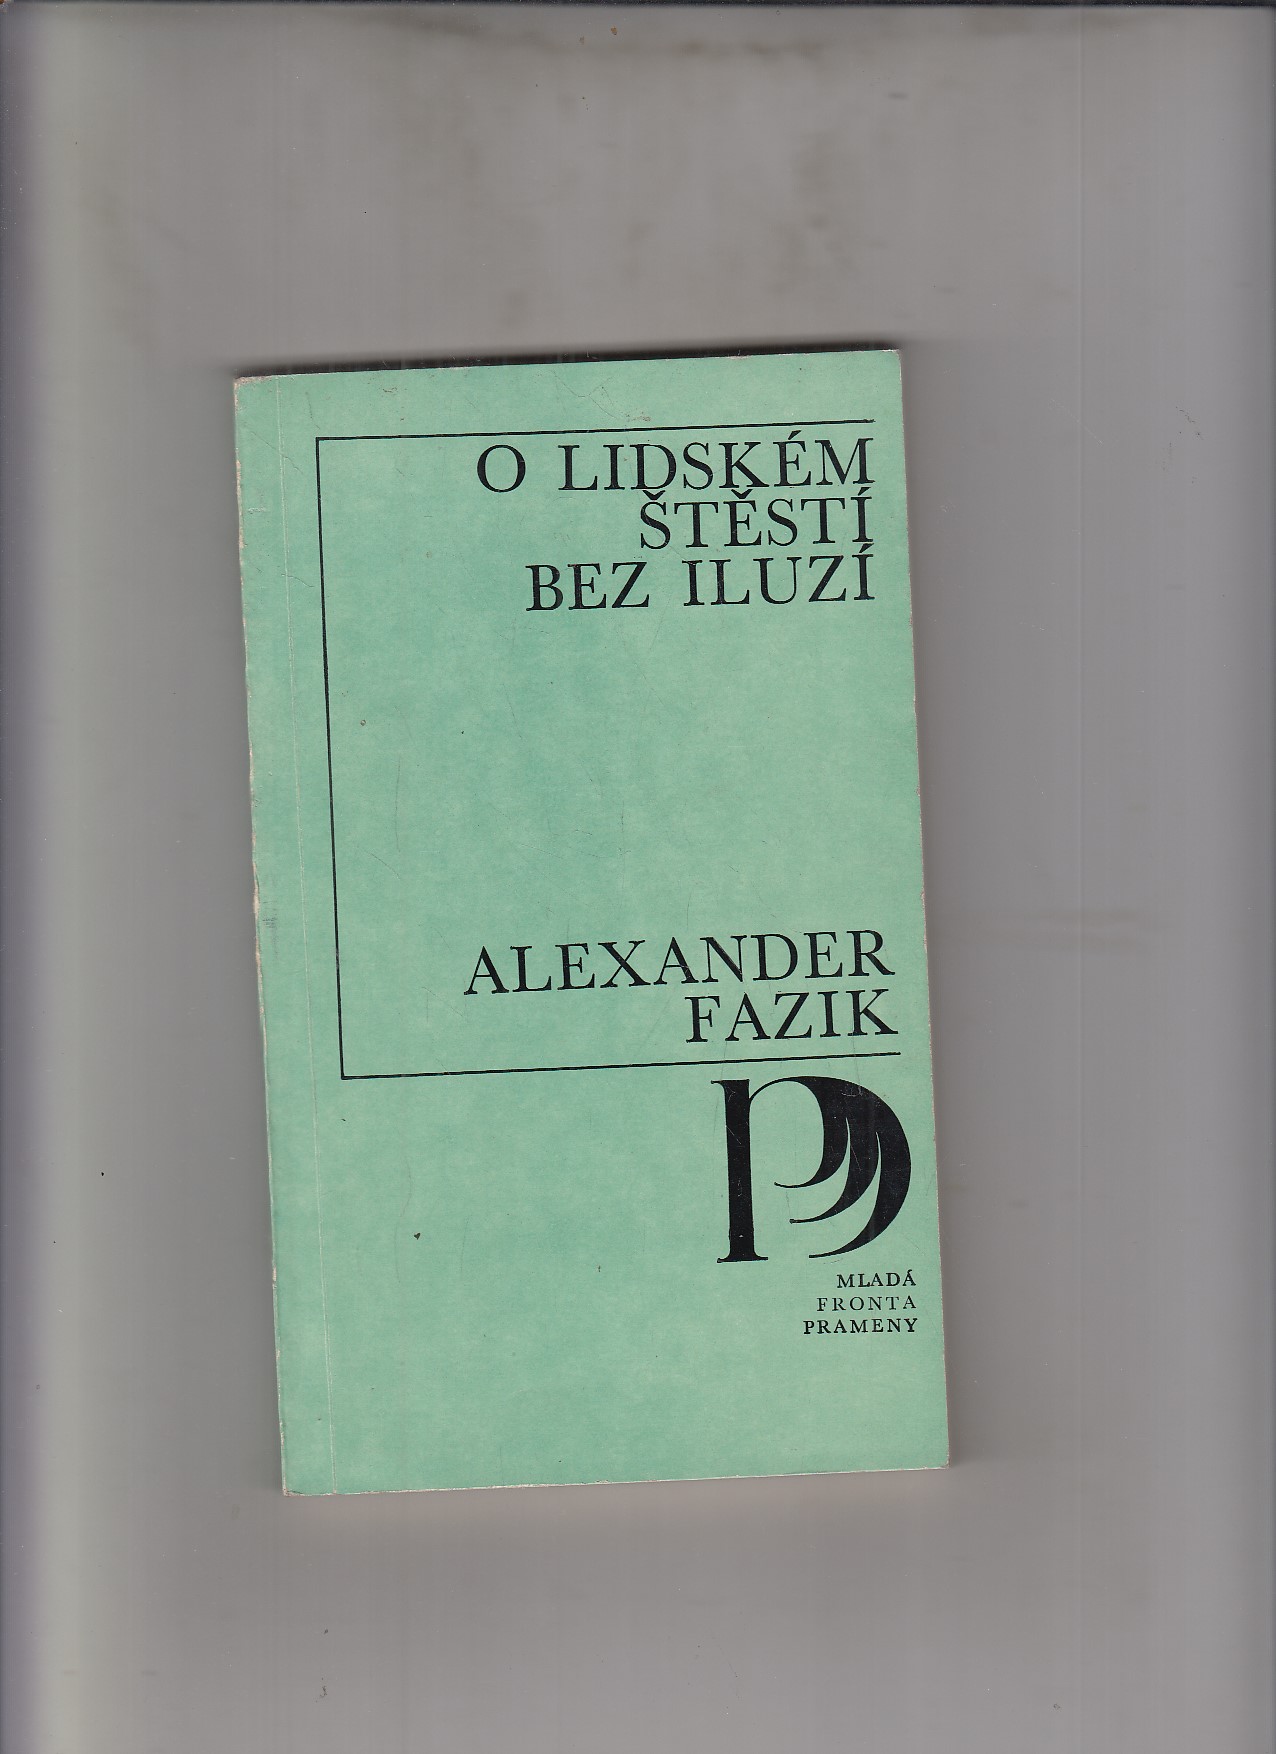 O LIDSKÉM
ŠTĚSTÍ
BEZ ILUZÍ
ALEXANDER
FAZIK
P
MLADÁ
FRONTA
PRAMENY